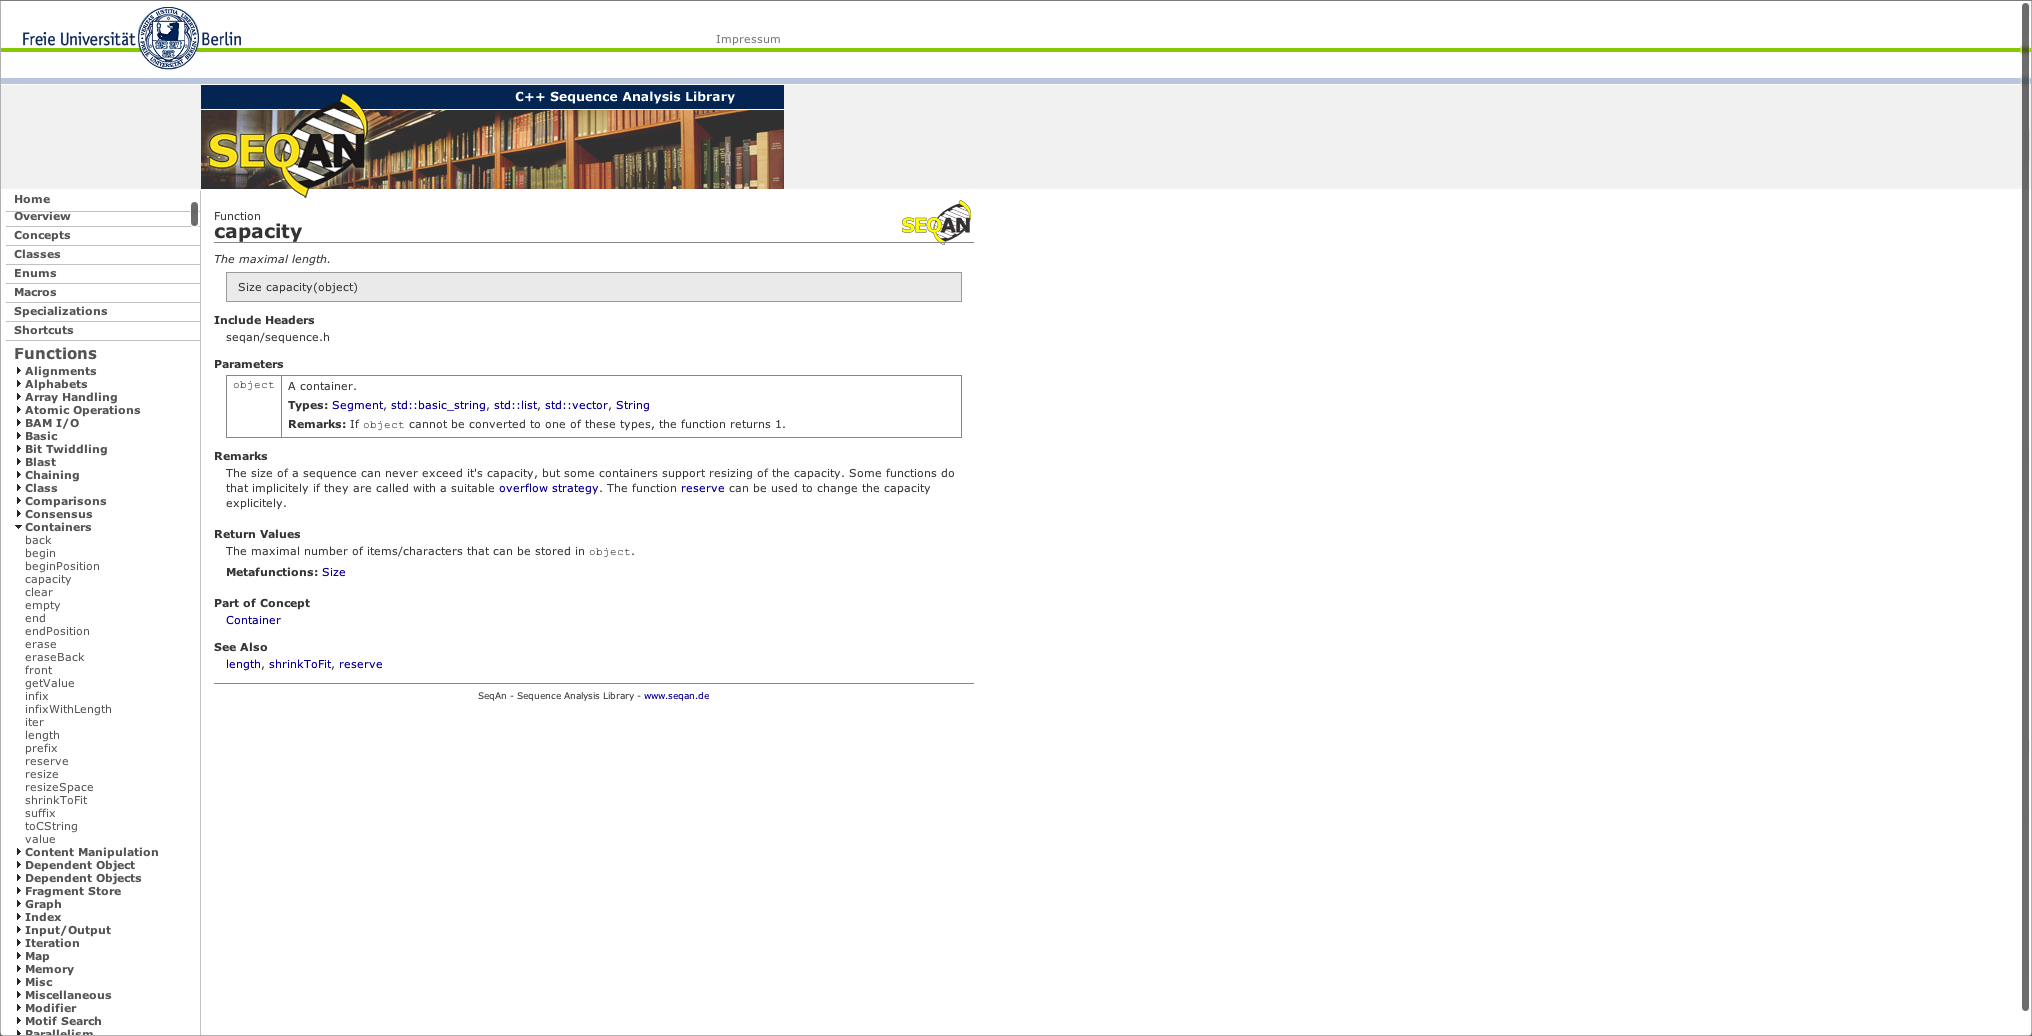 Freie Universität Berlin
Impressum
C++ Sequence Analysis Library
SEQAN
Home
Overview
Concepts
Classes
Enums
Macros
Specializations
Shortcuts
Functions
Alignments
Alphabets
Array Handling
Atomic Operations
BAM I/O
Basic
Bit Twiddling
Blast
Chaining
Class
Comparisons
Consensus
Containers
back
begin
beginPosition
capacity
clear
empty
end
endPosition
erase
eraseBack
front
getValue
infix
infixWithLength
iter
length
prefix
reserve
resize
resizeSpace
shrinkToFit
suffix
toCString
value
Content Manipulation
Dependent Object
Dependent Objects
Fragment Store
Graph
Index
Input/Output
Iteration
Map
Memory
Misc
Miscellaneous
Modifier
Motif Search
Parallelism
Function
capacity
SEQAN
The maximal length.
Size capacity(object)
Include Headers
seqan/sequence.h
Parameters
object
A container.
Types: Segment, std::basic_string, std::list, std::vector, String
Remarks: If object cannot be converted to one of these types, the function returns 1.
Remarks
The size of a sequence can never exceed it's capacity, but some containers support resizing of the capacity. Some functions do
that implicitely if they are called with a suitable overflow strategy. The function reserve can be used to change the capacity
explicitely.
Return Values
The maximal number of items/characters that can be stored in object.
Metafunctions: Size
Part of Concept
Container
See Also
length, shrinkToFit, reserve
SeqAn - Sequence Analysis Library - www.seqan.de